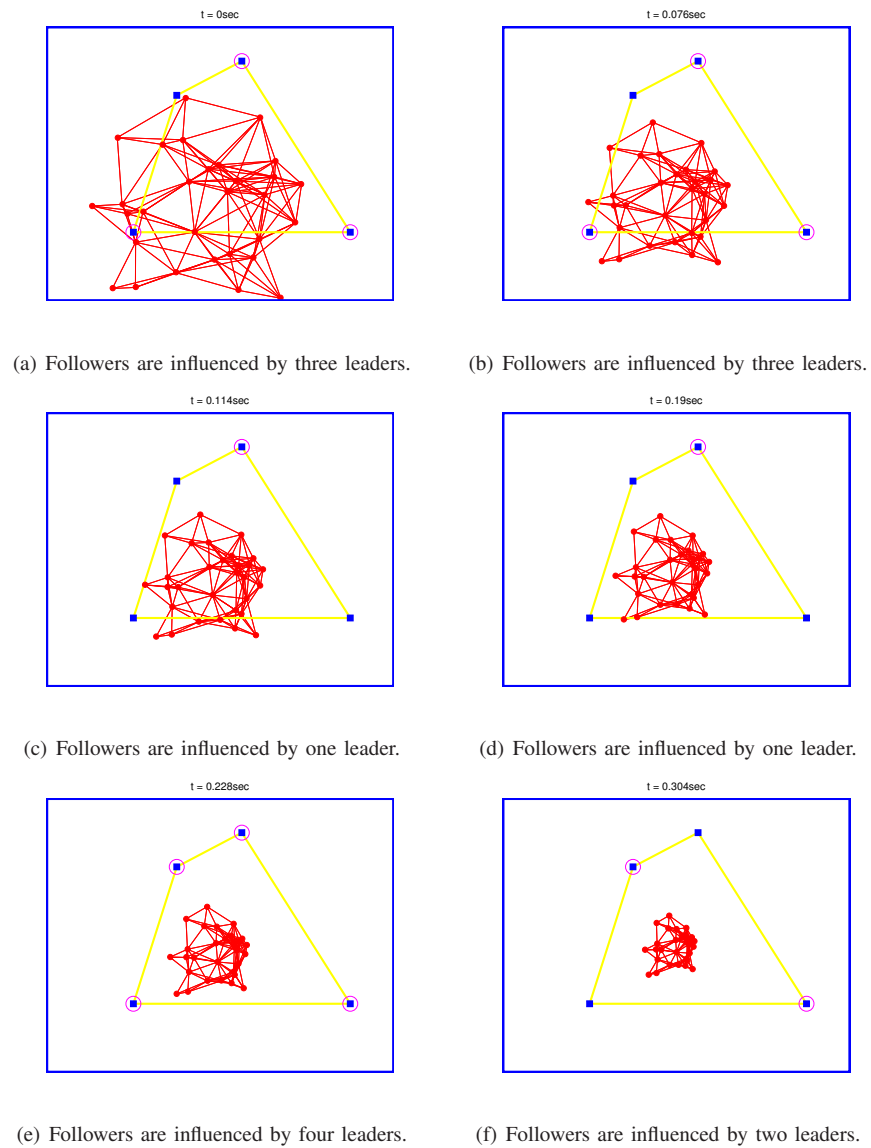 t = 0sec
t = 0.076sec
(a) Followers are influenced by three leaders.
(b) Followers are influenced by three leaders.
t = 0.114sec
t = 0.19sec
(c) Followers are influenced by one leader.
(d) Followers are influenced by one leader.
t = 0.228sec
t = 0.304sec
(e) Followers are influenced by four leaders.
(f) Followers are influenced by two leaders.